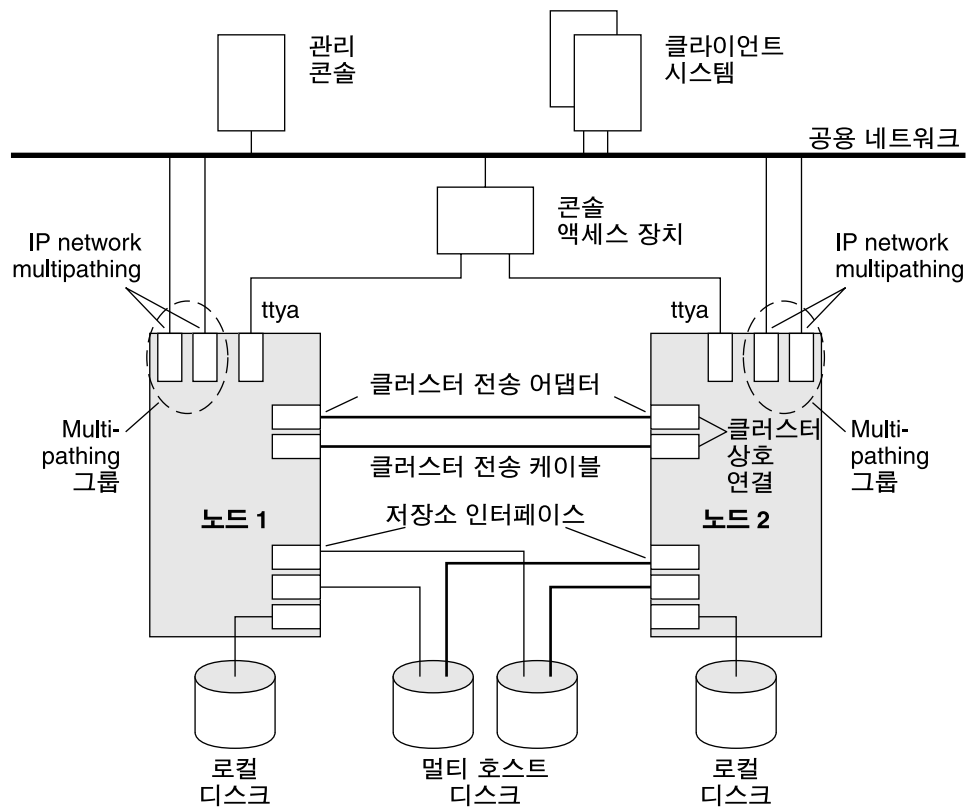 관리
콘솔
클라이언트
시스템
공용 네트워크
콘솔
액세스 장치
IP network
multipathing
IP network
multipathing
ttya
ttya
클러스터 전송 어댑터
Multi-
pathing
그룹
클러스터
상호
연결
Multi-
pathing
그룹
클러스터 전송 케이블
노드 1
저장소 인터페이스
노드 2
로컬
디스크
멀티 호스트
디스크
로컬
디스크